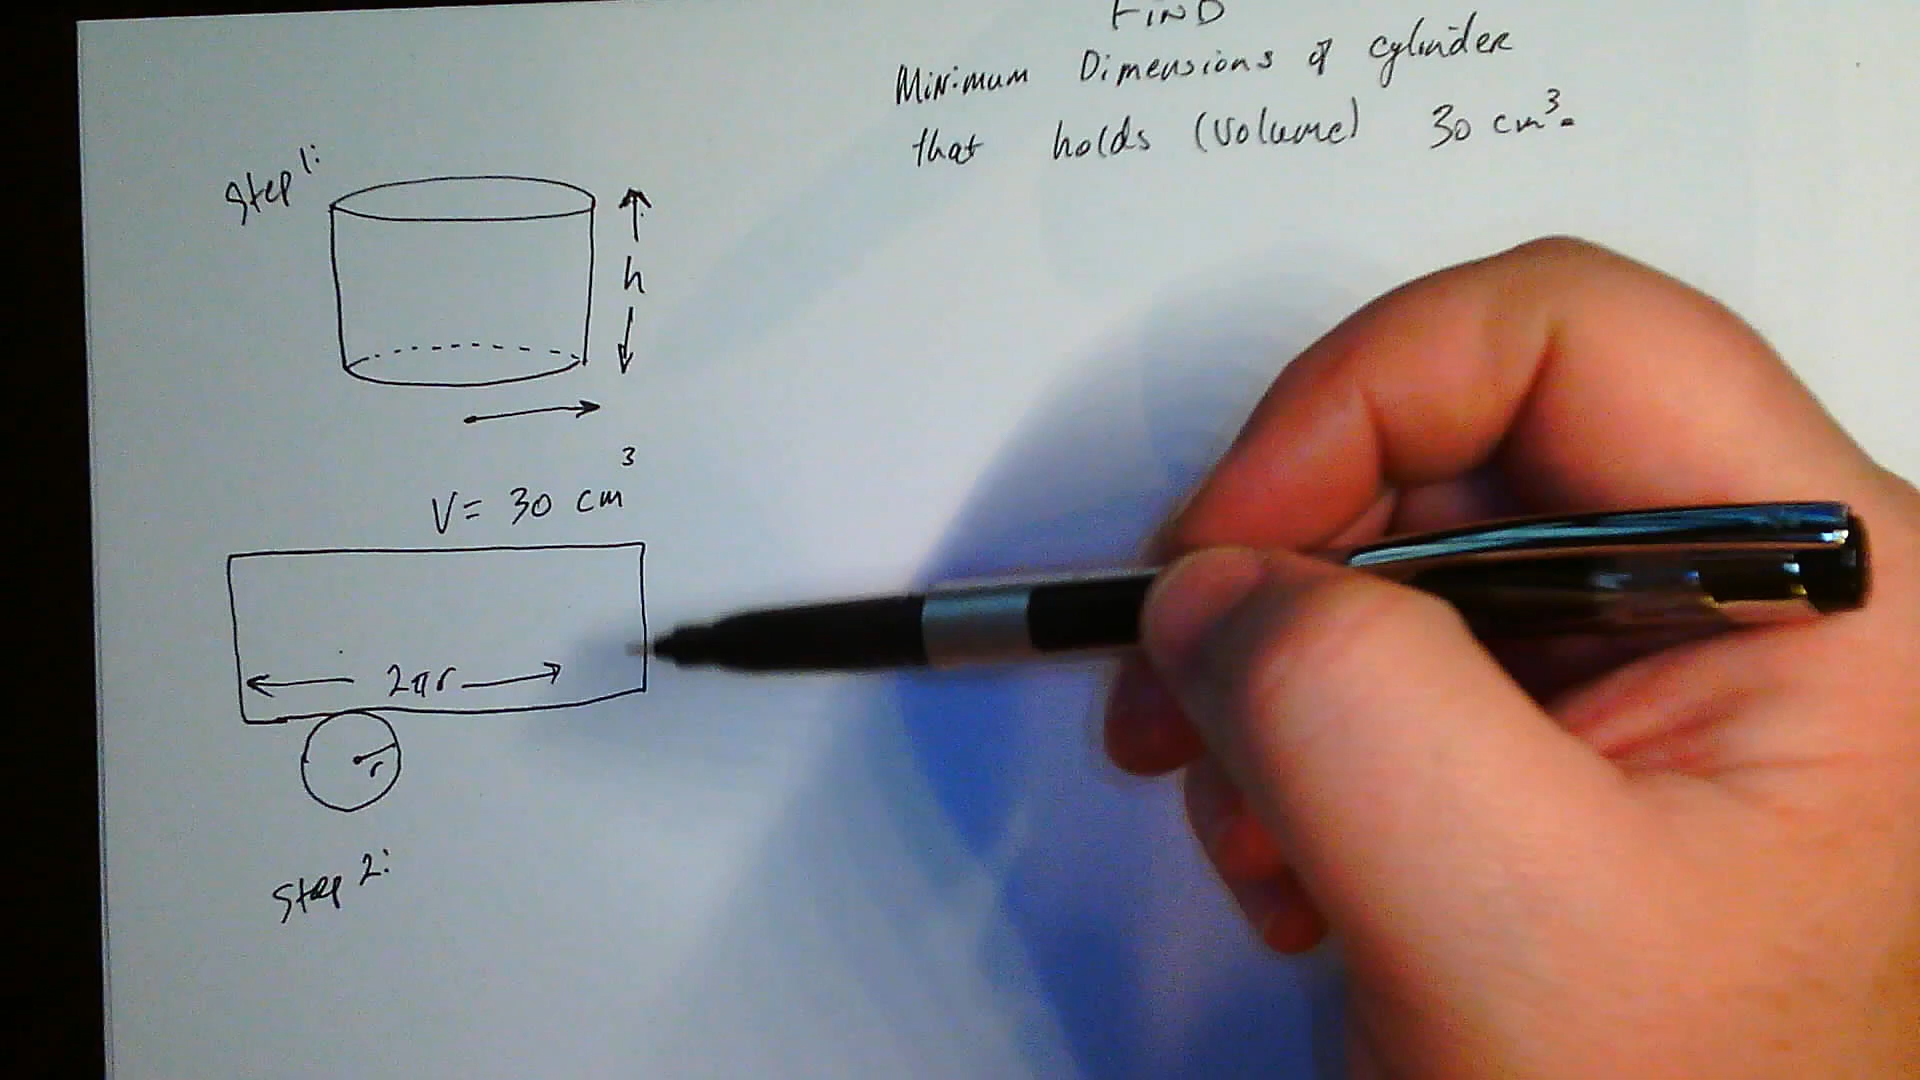 FIND
Minimum Dimensions of cylinder
that holds (Volume) 30 cm³.
Step 1:
h
V = 30 cm³
2πr
r
Step 2: